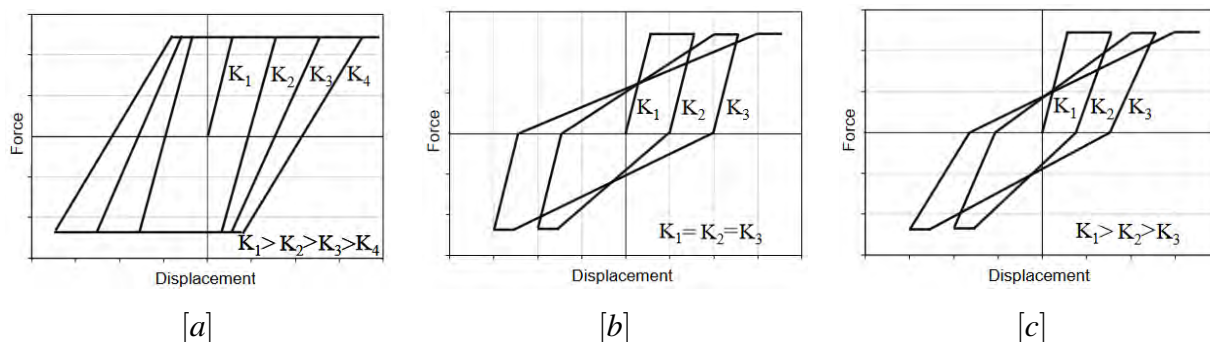 Force
K₁
K₂
K₃
K₄
K₁> K₂>K₃>K₄
Displacement
[a]
Force
K₁
K₂
K₃
K₁= K₂=K₃
Displacement
[b]
Force
K₁
K₂
K₃
K₁> K₂>K₃
Displacement
[c]